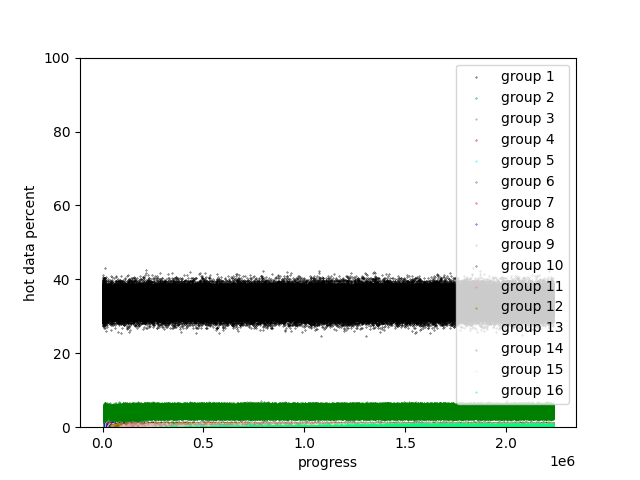 100
80
60
40
20
0
hot data percent
0.0
0.5
1.0
1.5
2.0
1e6
progress
group 1
group 2
group 3
group 4
group 5
group 6
group 7
group 8
group 9
group 10
group 11
group 12
group 13
group 14
group 15
group 16